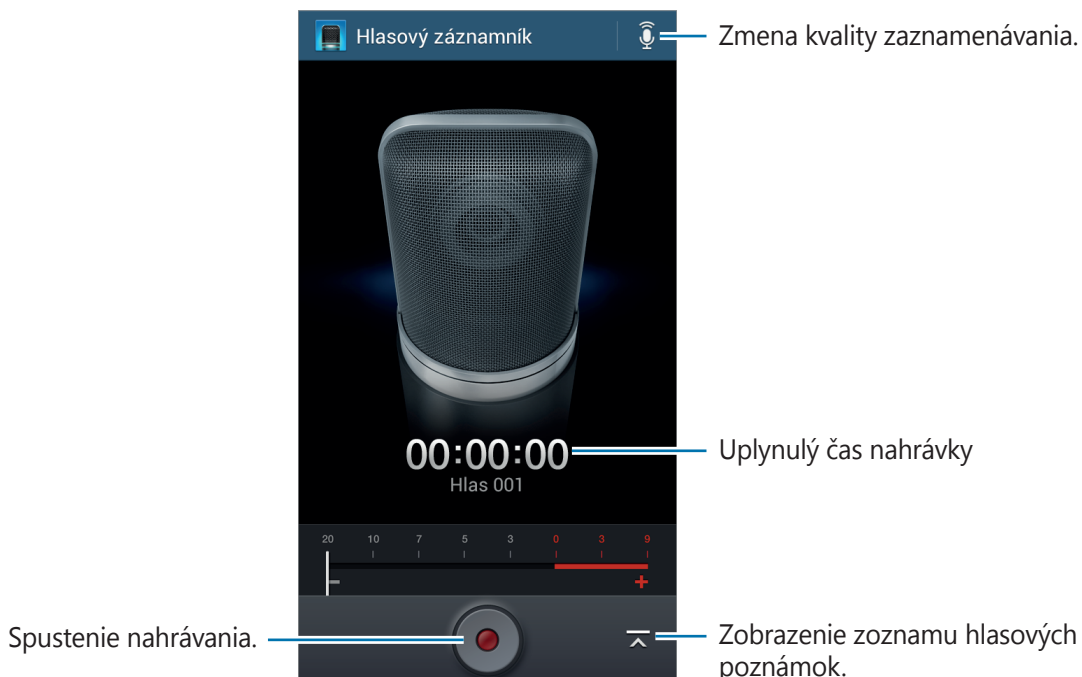 Hlasový záznamník
Zmena kvality zaznamenávania.
00:00:00
Uplynulý čas nahrávky
Hlas 001
20 10 7 5 3 0 3 9
− +
Spustenie nahrávania.
Zobrazenie zoznamu hlasových
poznámok.